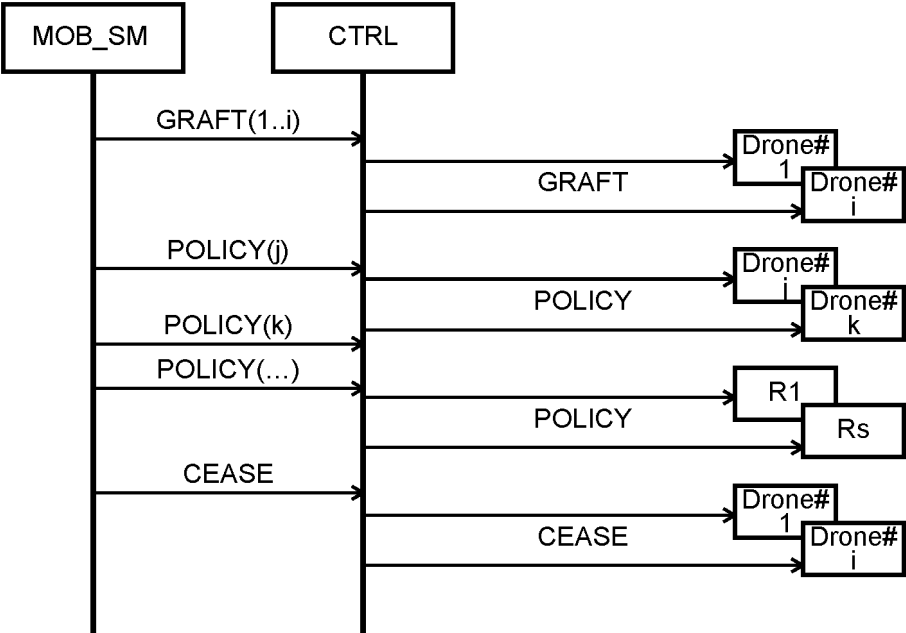 MOB_SM
CTRL
GRAFT(1..i)
Drone#
1
GRAFT
Drone#
i
POLICY(j)
Drone#
j
POLICY
Drone#
k
POLICY(k)
POLICY(...)
R1
POLICY
Rs
CEASE
Drone#
1
CEASE
Drone#
i